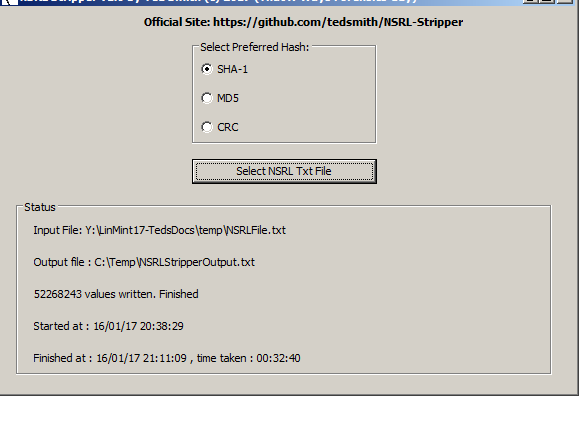 Official Site: https://github.com/tedsmith/NSRL-Stripper
Select Preferred Hash:
SHA-1
MD5
CRC
Select NSRL Txt File
Status
Input File: Y:\LinMint17-TedsDocs\temp\NSRLFile.txt
Output file : C:\Temp\NSRLStripperOutput.txt
52268243 values written. Finished
Started at : 16/01/17 20:38:29
Finished at : 16/01/17 21:11:09 , time taken : 00:32:40